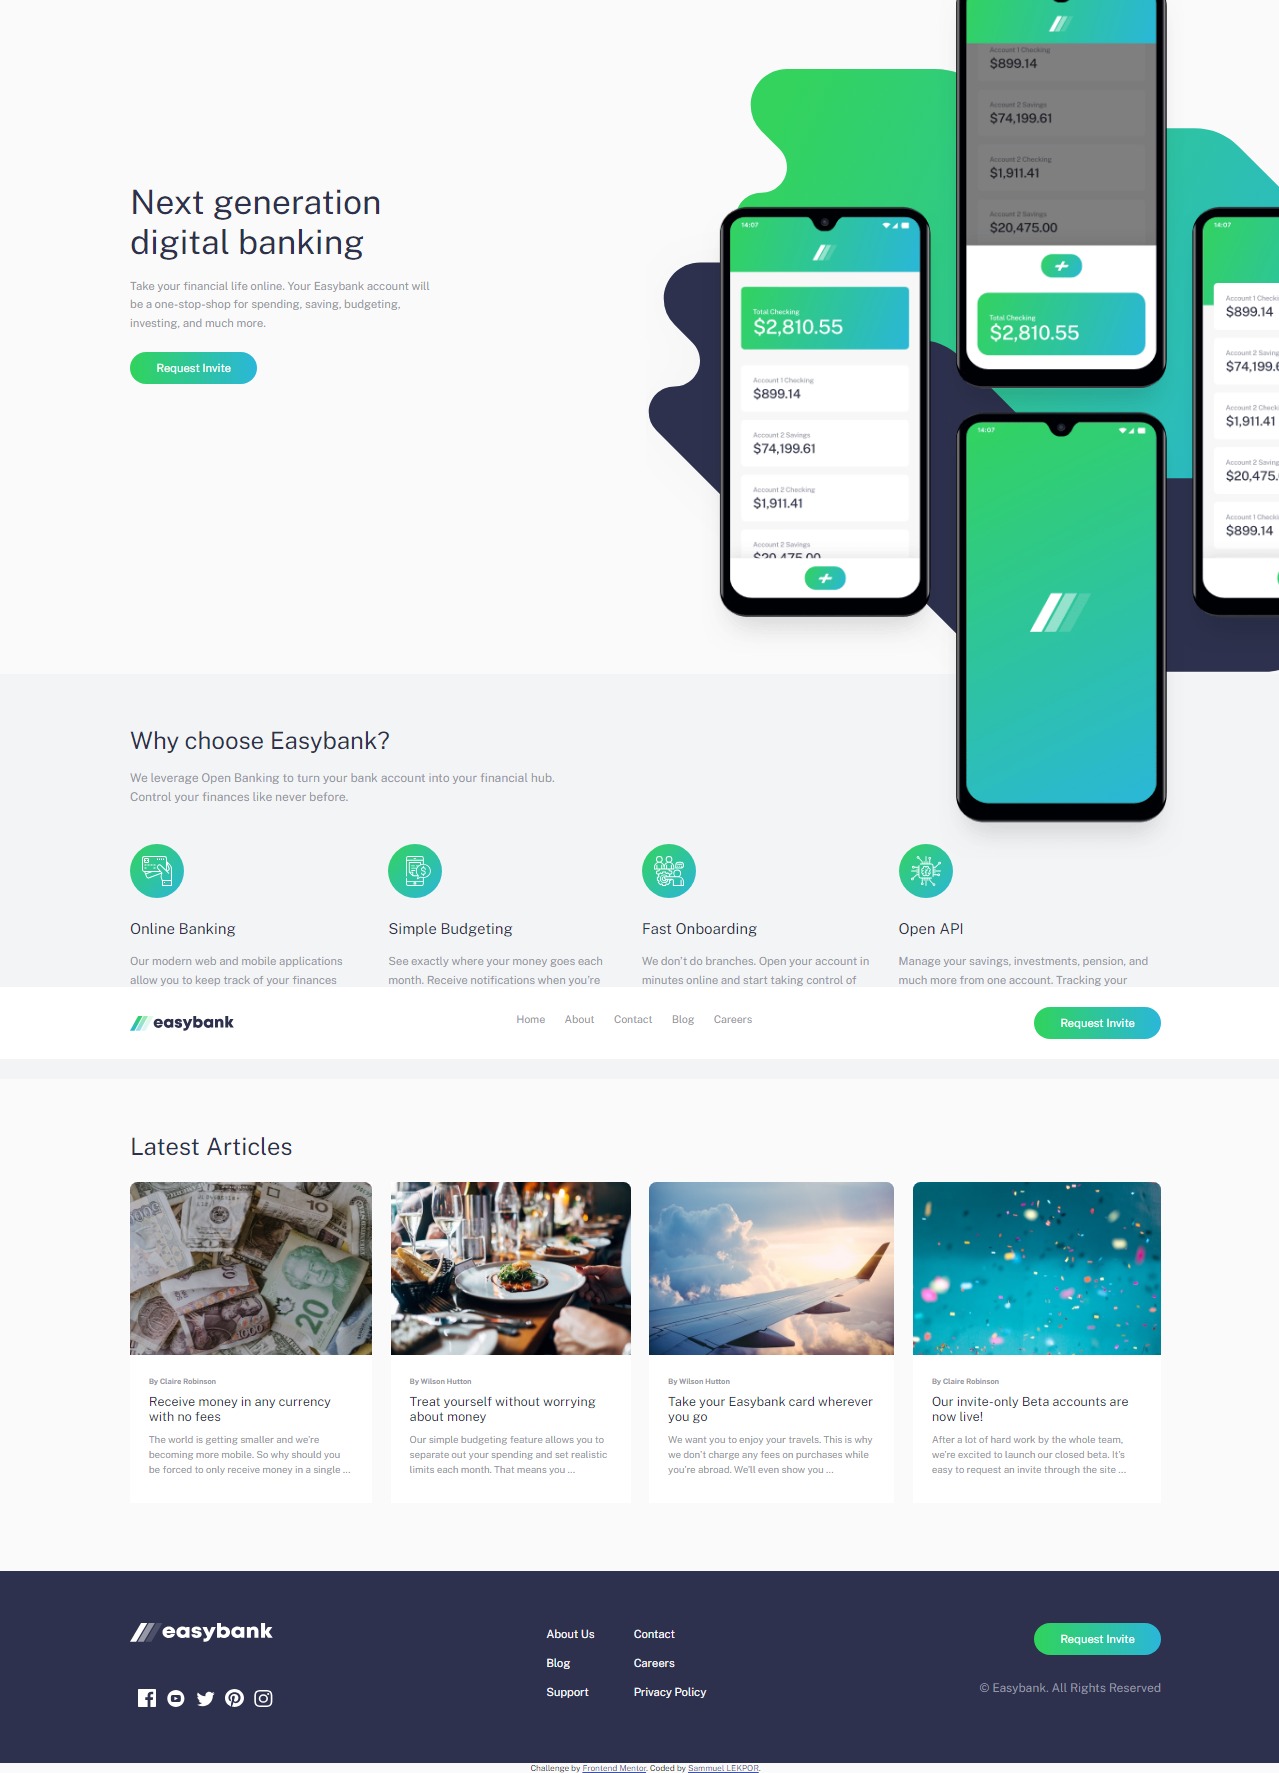 Next generation
digital banking
Take your financial life online. Your Easybank account will
be a one-stop-shop for spending, saving, budgeting,
investing, and much more.
Request Invite
Account 1 Checking
$899.14
Account 2 Savings
$74,199.61
Account 2 Checking
$1,911.41
Account 2 Savings
$20,475.00
Total Checking
$2,810.55
14:07
Total Checking
$2,810.55
Account 1 Checking
$899.14
Account 2 Savings
$74,199.61
Account 2 Checking
$1,911.41
Account 2 Savings
$20,475.00
14:07
14:07
Account 1 Checking
$899.14
Account 2 Saving
$74,199.6
Account 2 Check
$1,911.41
Account 2 Saving
$20,475.
Account 1 Checki
$899.14
Why choose Easybank?
We leverage Open Banking to turn your bank account into your financial hub.
Control your finances like never before.
Online Banking
Our modern web and mobile applications
allow you to keep track of your finances
Simple Budgeting
See exactly where your money goes each
month. Receive notifications when you're
Fast Onboarding
We don't do branches. Open your account in
minutes online and start taking control of
Open API
Manage your savings, investments, pension, and
much more from one account. Tracking your
easybank
Home About Contact Blog Careers
Request Invite
Latest Articles
By Claire Robinson
Receive money in any currency
with no fees
The world is getting smaller and we're
becoming more mobile. So why should you
be forced to only receive money in a single ...
By Wilson Hutton
Treat yourself without worrying
about money
Our simple budgeting feature allows you to
separate out your spending and set realistic
limits each month. That means you ...
By Wilson Hutton
Take your Easybank card wherever
you go
We want you to enjoy your travels. This is why
we don't charge any fees on purchases while
you're abroad. We'll even show you ...
By Claire Robinson
Our invite-only Beta accounts are
now live!
After a lot of hard work by the whole team,
we're excited to launch our closed beta. It's
easy to request an invite through the site ...
easybank
About Us
Blog
Support
Contact
Careers
Privacy Policy
Request Invite
© Easybank. All Rights Reserved
Challenge by Frontend Mentor. Coded by Sammuel LEKPOR.